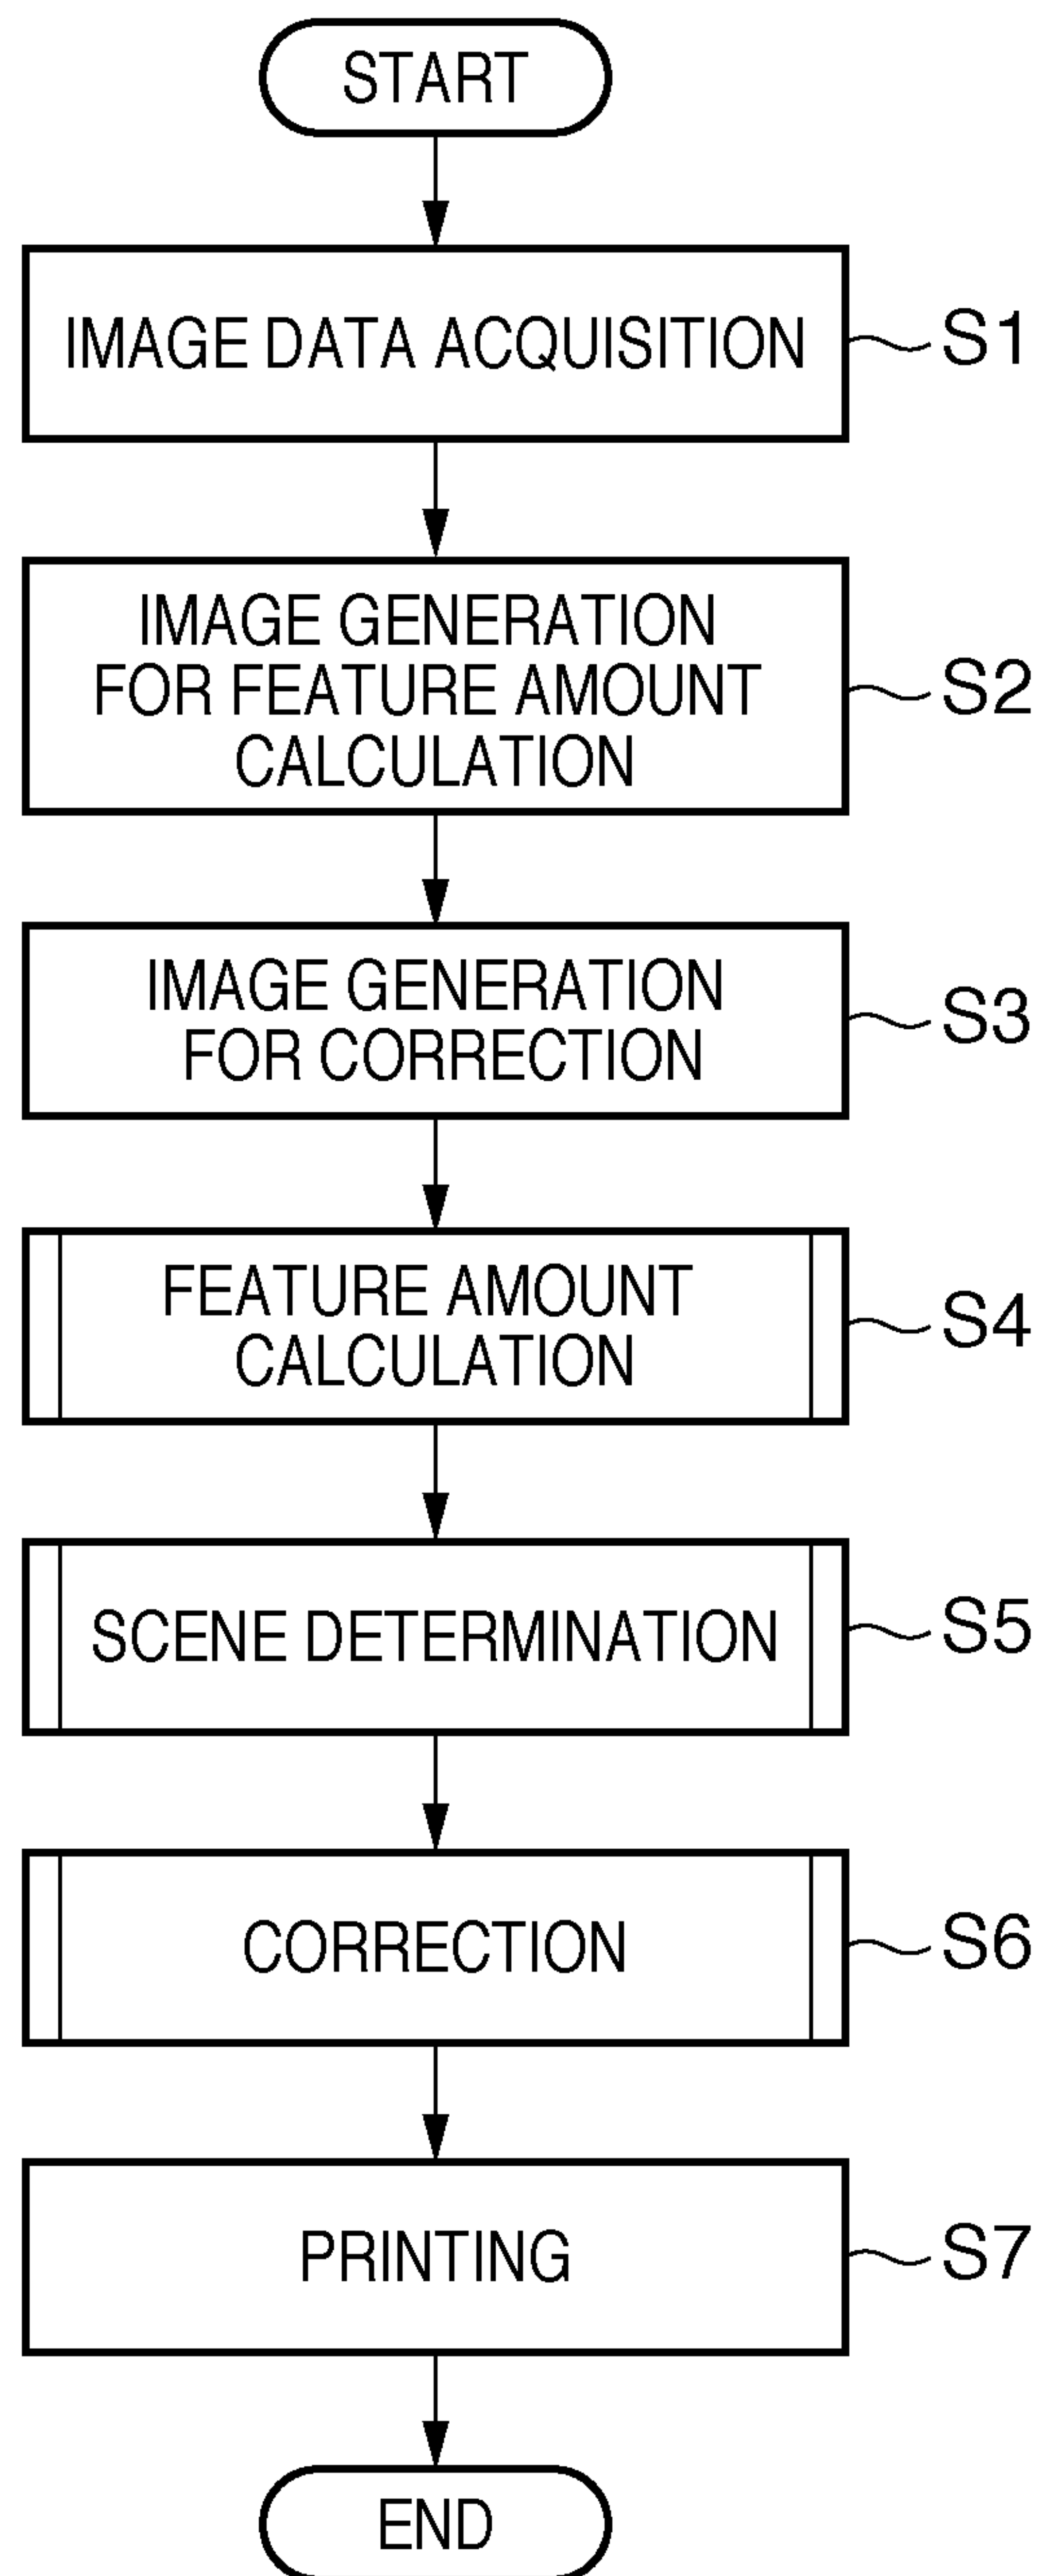 START
IMAGE DATA ACQUISITION
S1
IMAGE GENERATION
FOR FEATURE AMOUNT
CALCULATION
S2
IMAGE GENERATION
FOR CORRECTION
S3
FEATURE AMOUNT
CALCULATION
S4
SCENE DETERMINATION
S5
CORRECTION
S6
PRINTING
S7
END